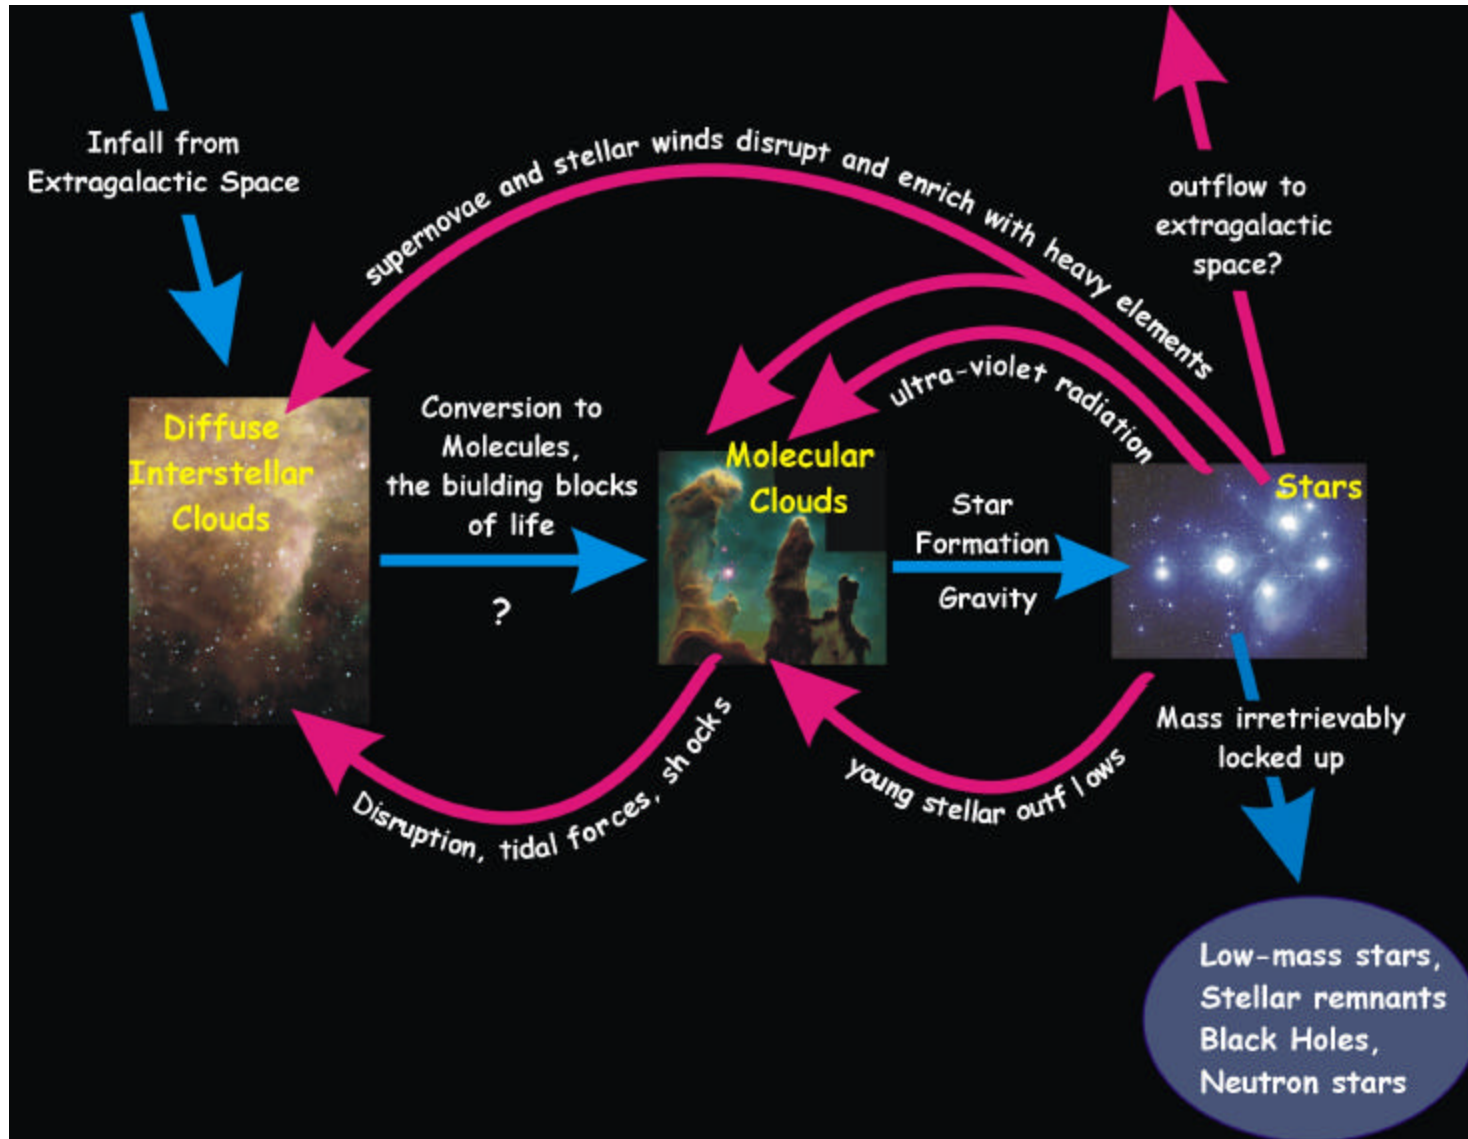 Infall from
Extragalactic Space
supernovae and stellar winds disrupt and enrich with heavy elements
outflow to
extragalactic
space?
Diffuse
Interstellar
Clouds
Conversion to
Molecules,
the biulding blocks
of life
?
Molecular
Clouds
ultra-violet radiation
Star
Formation
Gravity
Stars
Disruption, tidal forces, shocks
young stellar outflows
Mass irretrievably
locked up
Low-mass stars,
Stellar remnants
Black Holes,
Neutron stars